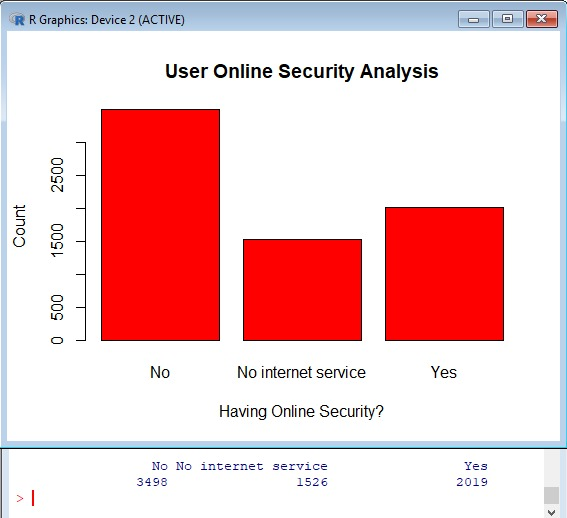 R Graphics: Device 2 (ACTIVE)
User Online Security Analysis
Count
2500
1500
500
0
No No internet service Yes
Having Online Security?
No No internet service Yes
3498 1526 2019
>